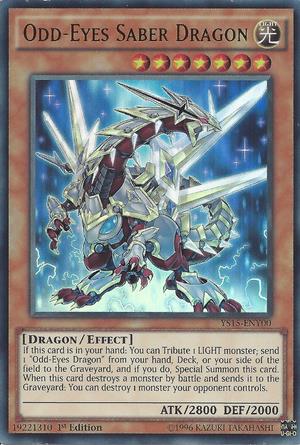 ODD-EYES SABER DRAGON
LIGHT
光
YS15-ENY00
[DRAGON/EFFECT]
If this card is in your hand: You can Tribute 1 LIGHT monster; send
1 "Odd-Eyes Dragon" from your hand, Deck, or your side of
the field to the Graveyard, and if you do, Special Summon this card.
When this card destroys a monster by battle and sends it to the
Graveyard: You can destroy 1 monster your opponent controls.
ATK/2800 DEF/2000
19221310 1st Edition ©1996 KAZUKI TAKAHASHI